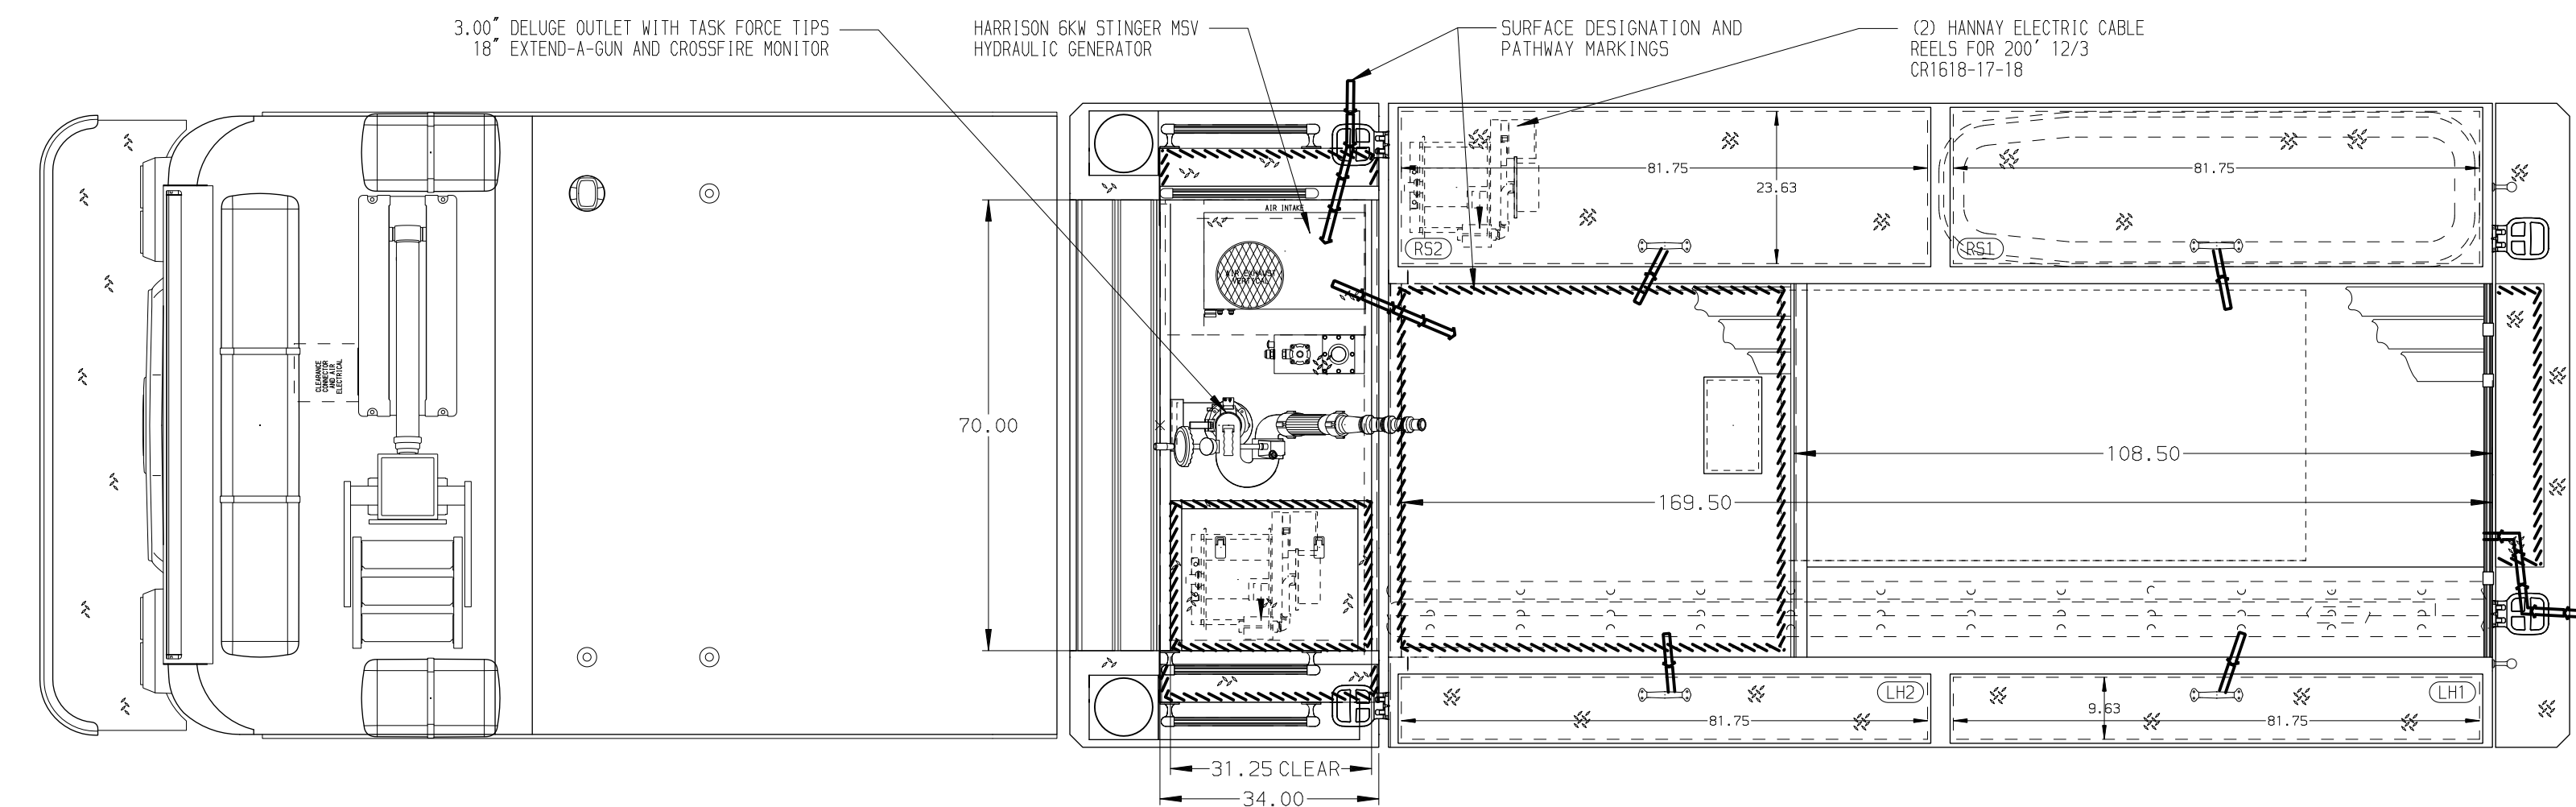 3.00" DELUGE OUTLET WITH TASK FORCE TIPS
18" EXTEND-A-GUN AND CROSSFIRE MONITOR
HARRISON 6KW STINGER MSV
HYDRAULIC GENERATOR
SURFACE DESIGNATION AND
PATHWAY MARKINGS
(2) HANNAY ELECTRIC CABLE
REELS FOR 200' 12/3
CR1618-17-18
81.75
23.63
81.75
AIR INTAKE
RS2
RS1
AIR EXHAUST
VERTICAL
CLEARANCE
CONNECTOR
AND AIR
ELECTRICAL
70.00
108.50
169.50
LH2
LH1
9.63
81.75
81.75
31.25 CLEAR
34.00